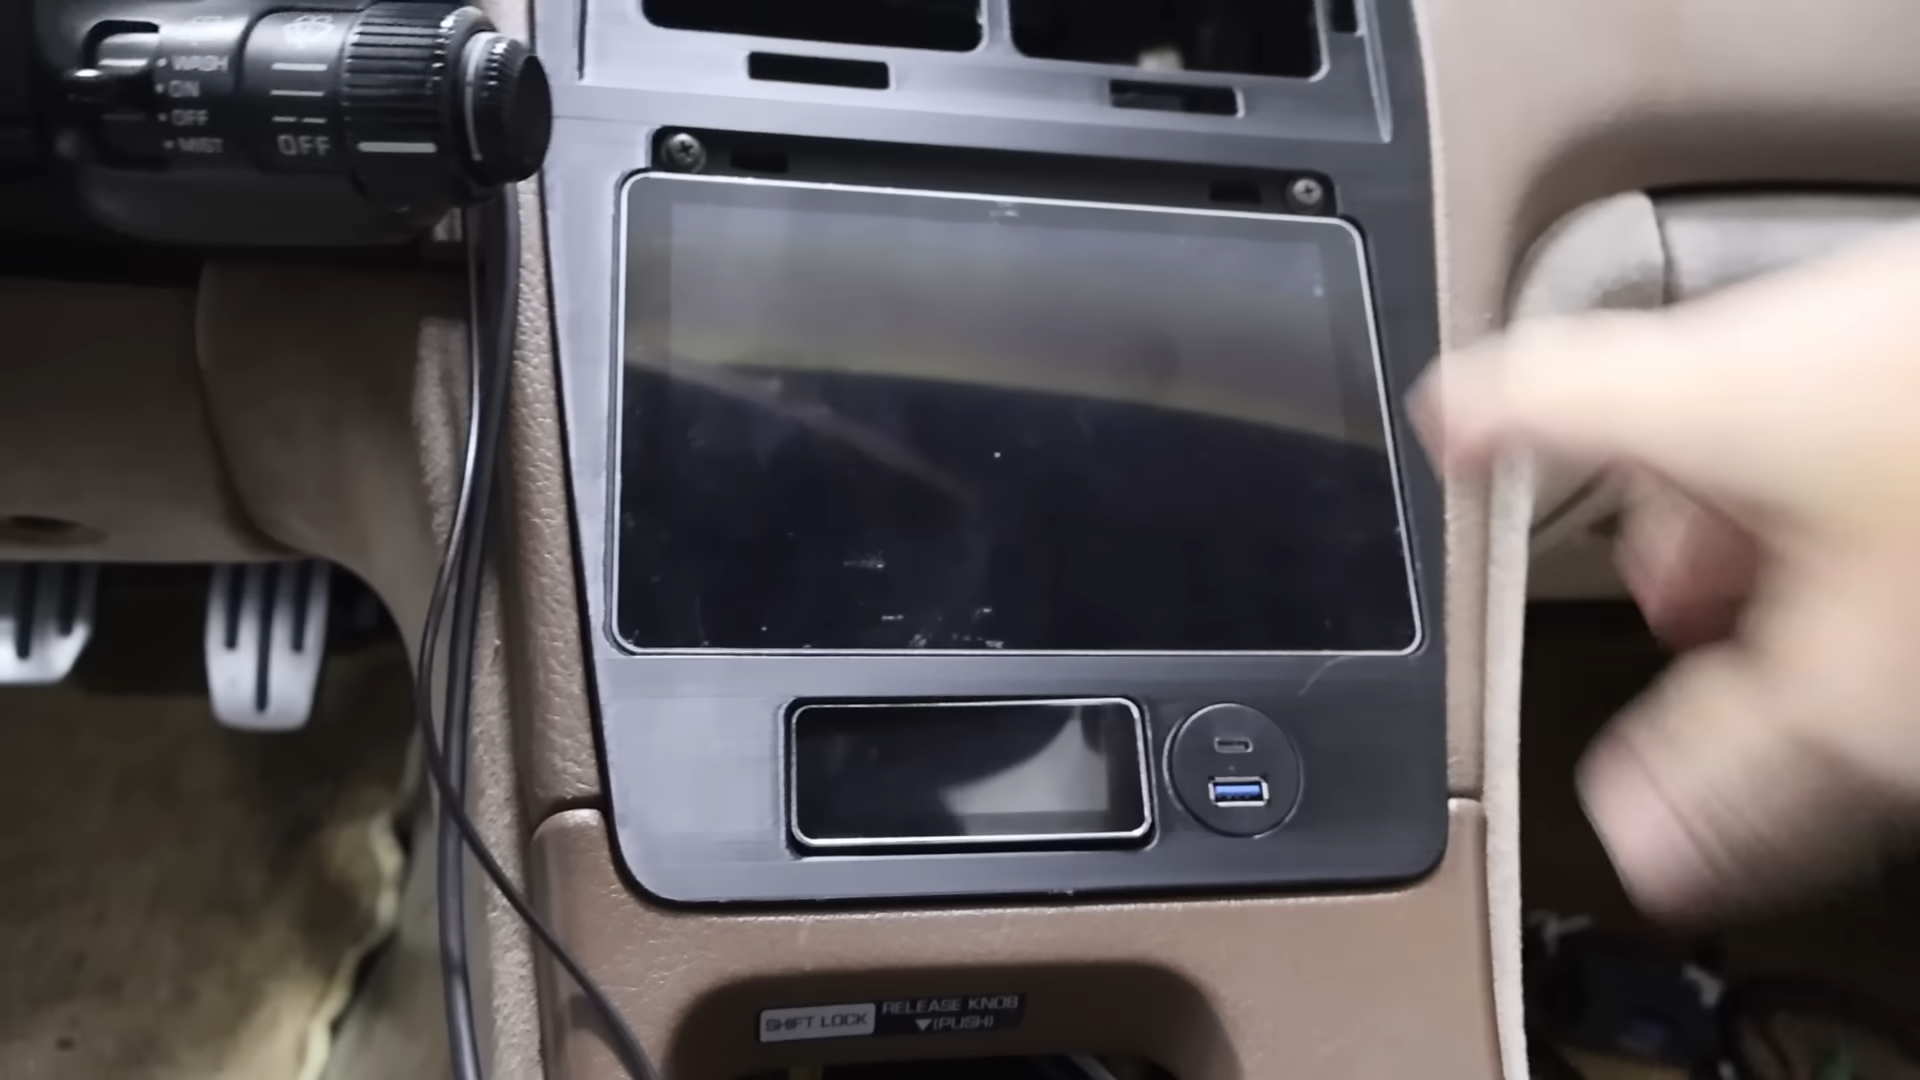 WASH
ON
OFF
MIST
OFF
SHIFT LOCK
RELEASE KNOB
▼(PUSH)